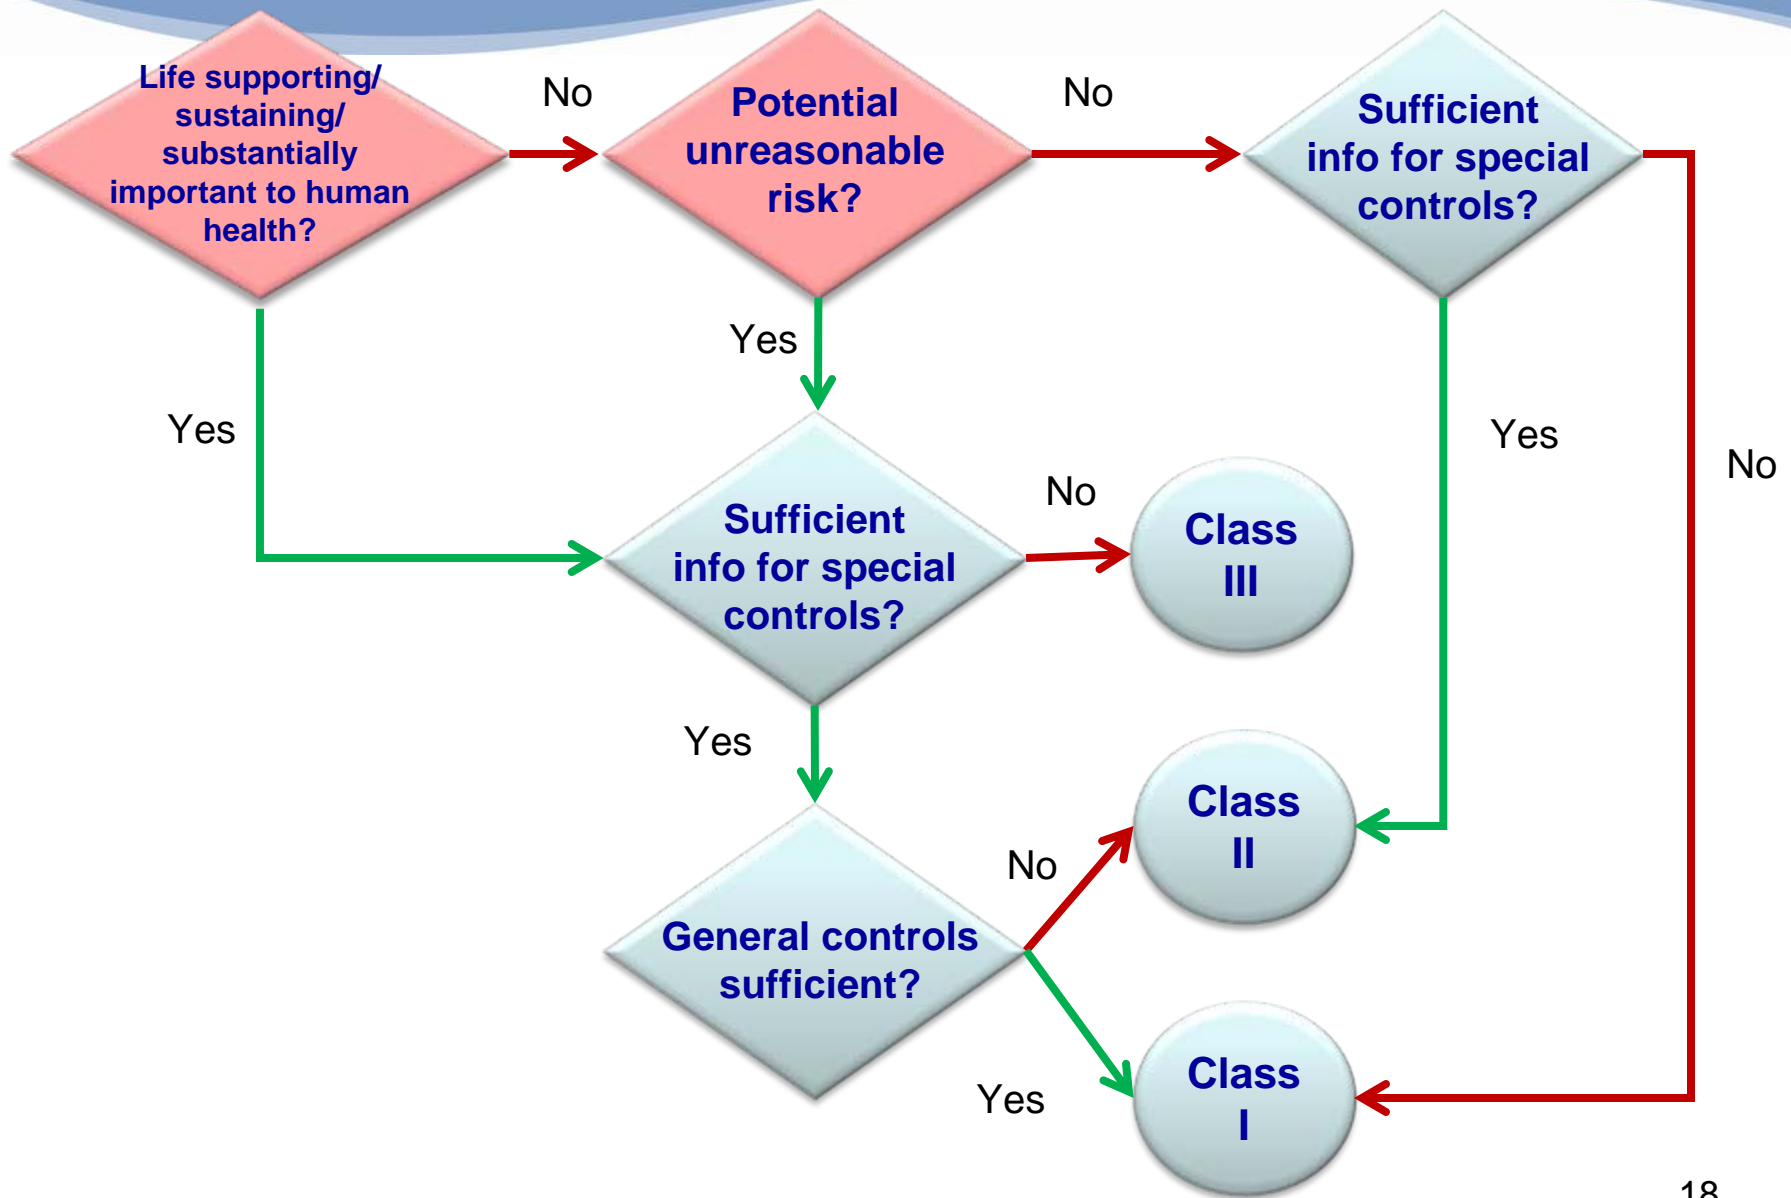 Life supporting/
sustaining/
substantially
important to human
health?
No
Potential
unreasonable
risk?
No
Sufficient
info for special
controls?
Yes
Yes
Yes
No
Sufficient
info for special
controls?
No
Class
III
Yes
Class
II
No
General controls
sufficient?
Yes
Class
I
18